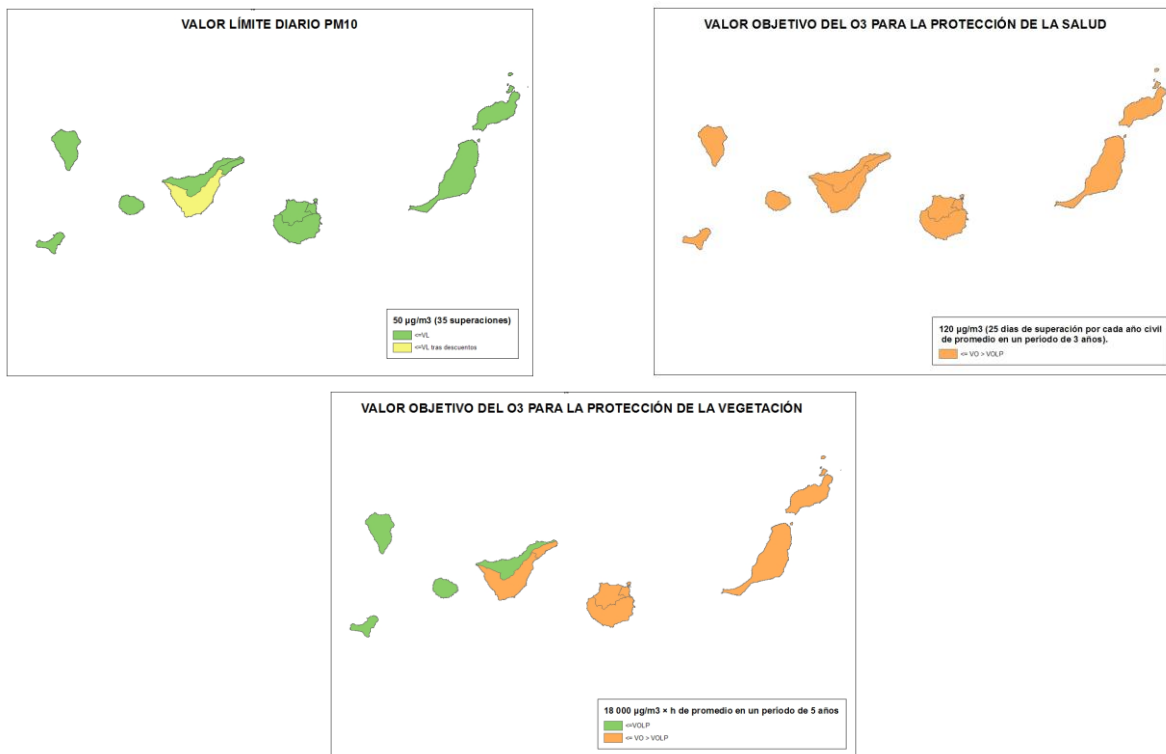 VALOR LÍMITE DIARIO PM10
50 µg/m3 (35 superaciones)
<=VL
<=VL tras descuentos
VALOR OBJETIVO DEL O3 PARA LA PROTECCIÓN DE LA SALUD
120 µg/m3 (25 dias de superación por cada año civil
de promedio en un periodo de 3 años).
<= VO > VOLP
VALOR OBJETIVO DEL O3 PARA LA PROTECCIÓN DE LA VEGETACIÓN
18 000 µg/m3 × h de promedio en un período de 5 años
<=VOLP
<= VO > VOLP